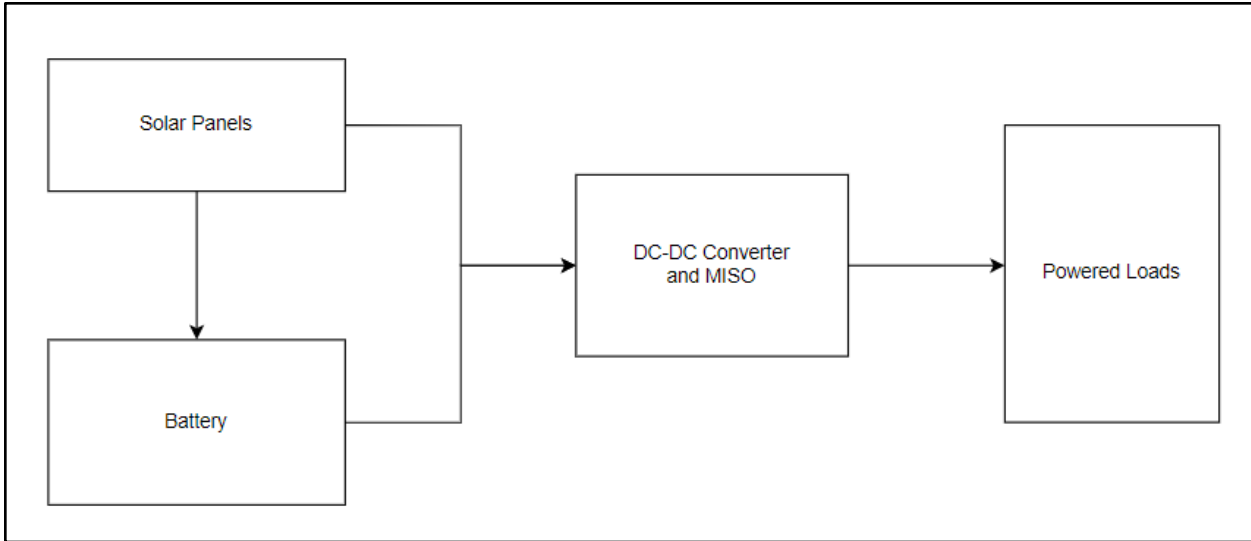 Solar Panels
DC-DC Converter
and MISO
Powered Loads
Battery